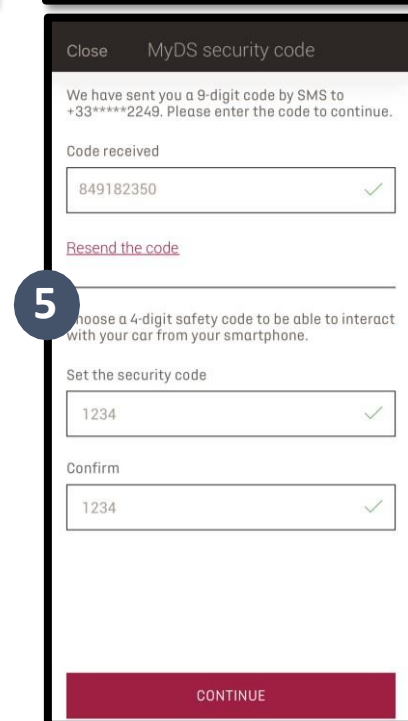 Close MyDS security code
We have sent you a 9-digit code by SMS to
+33*****2249. Please enter the code to continue.
Code received
849182350
Resend the code
5
hoose a 4-digit safety code to be able to interact
with your car from your smartphone.
Set the security code
1234
Confirm
1234
CONTINUE